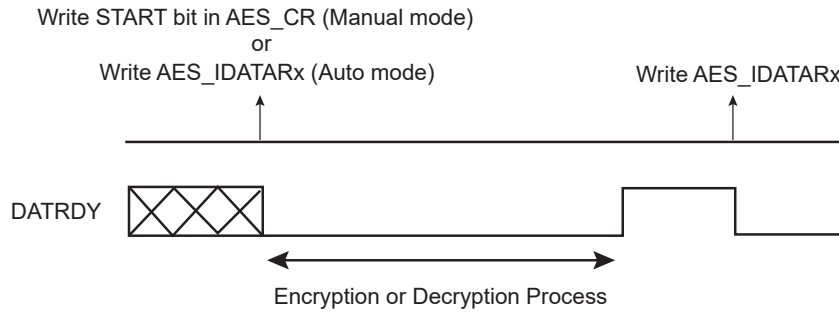 Write START bit in AES_CR (Manual mode)
or
Write AES_IDATARx (Auto mode)
Write AES_IDATARx
DATRDY
Encryption or Decryption Process